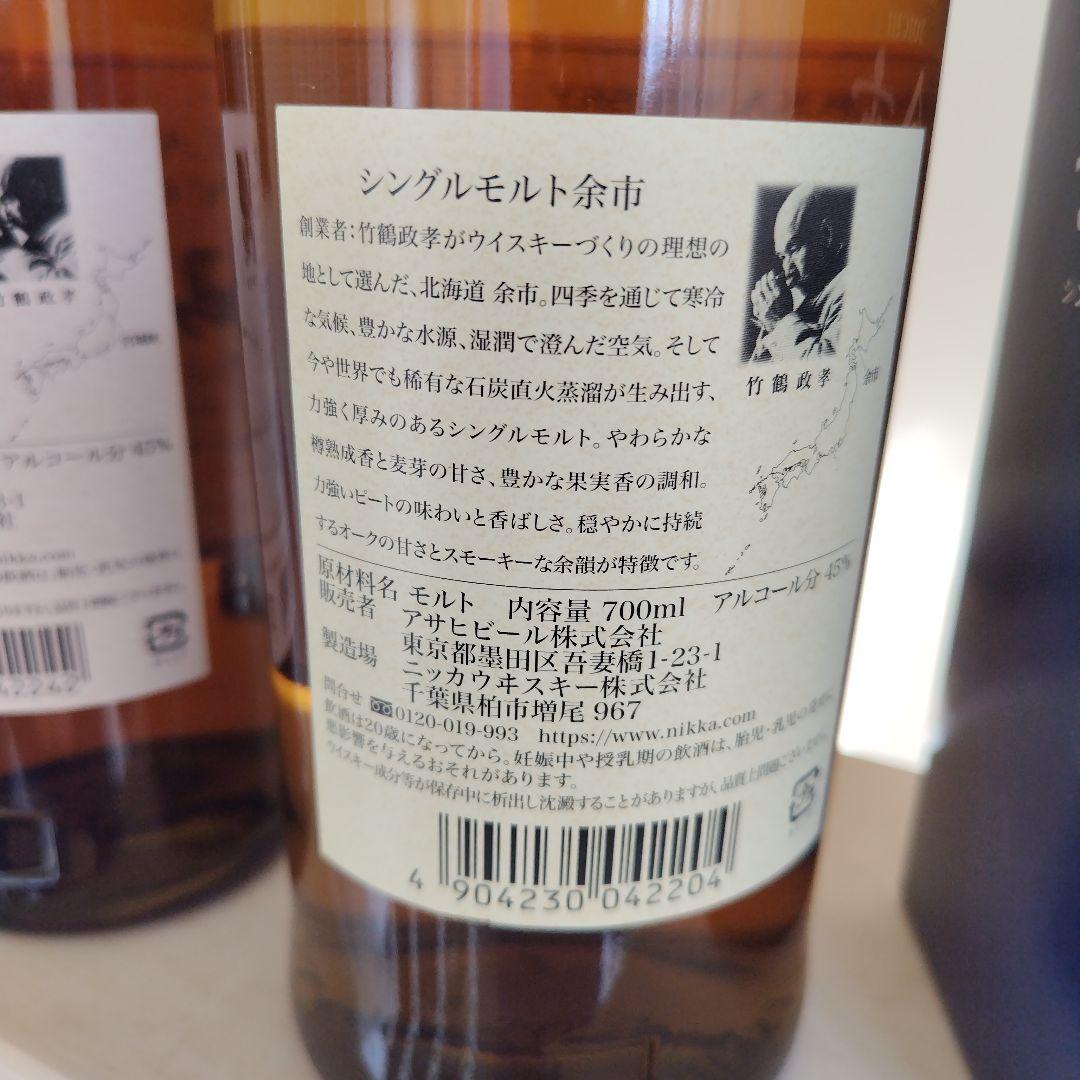 シングルモルト余市
創業者:竹鶴政孝がウイスキーづくりの理想の
地として選んだ、北海道 余市。四季を通じて寒冷
な気候、豊かな水源、湿潤で澄んだ空気。そして
今や世界でも稀有な石炭直火蒸溜が生み出す、
力強く厚みのあるシングルモルト。やわらかな
樽熟成香と麦芽の甘さ、豊かな果実香の調和。
力強いピートの味わいと香ばしさ。穏やかに持続
するオークの甘さとスモーキーな余韻が特徴です。
竹鶴政孝
余市
原材料名 モルト 内容量 700ml アルコール分 45%
販売者 アサヒビール株式会社
東京都墨田区吾妻橋1-23-1
製造場 ニッカウヰスキー株式会社
千葉県柏市増尾 967
問合せ 0120-019-993 https://www.nikka.com
飲酒は20歳になってから。妊娠中や授乳期の飲酒は、胎児・乳児の発育に
悪影響を与えるおそれがあります。
ウイスキー成分等が保存中に析出し沈澱することがありますが、品質上問題ございません。
4 904230 042204
竹鶴政孝
アルコール分 45%
3-1
社
nikka.com
42242